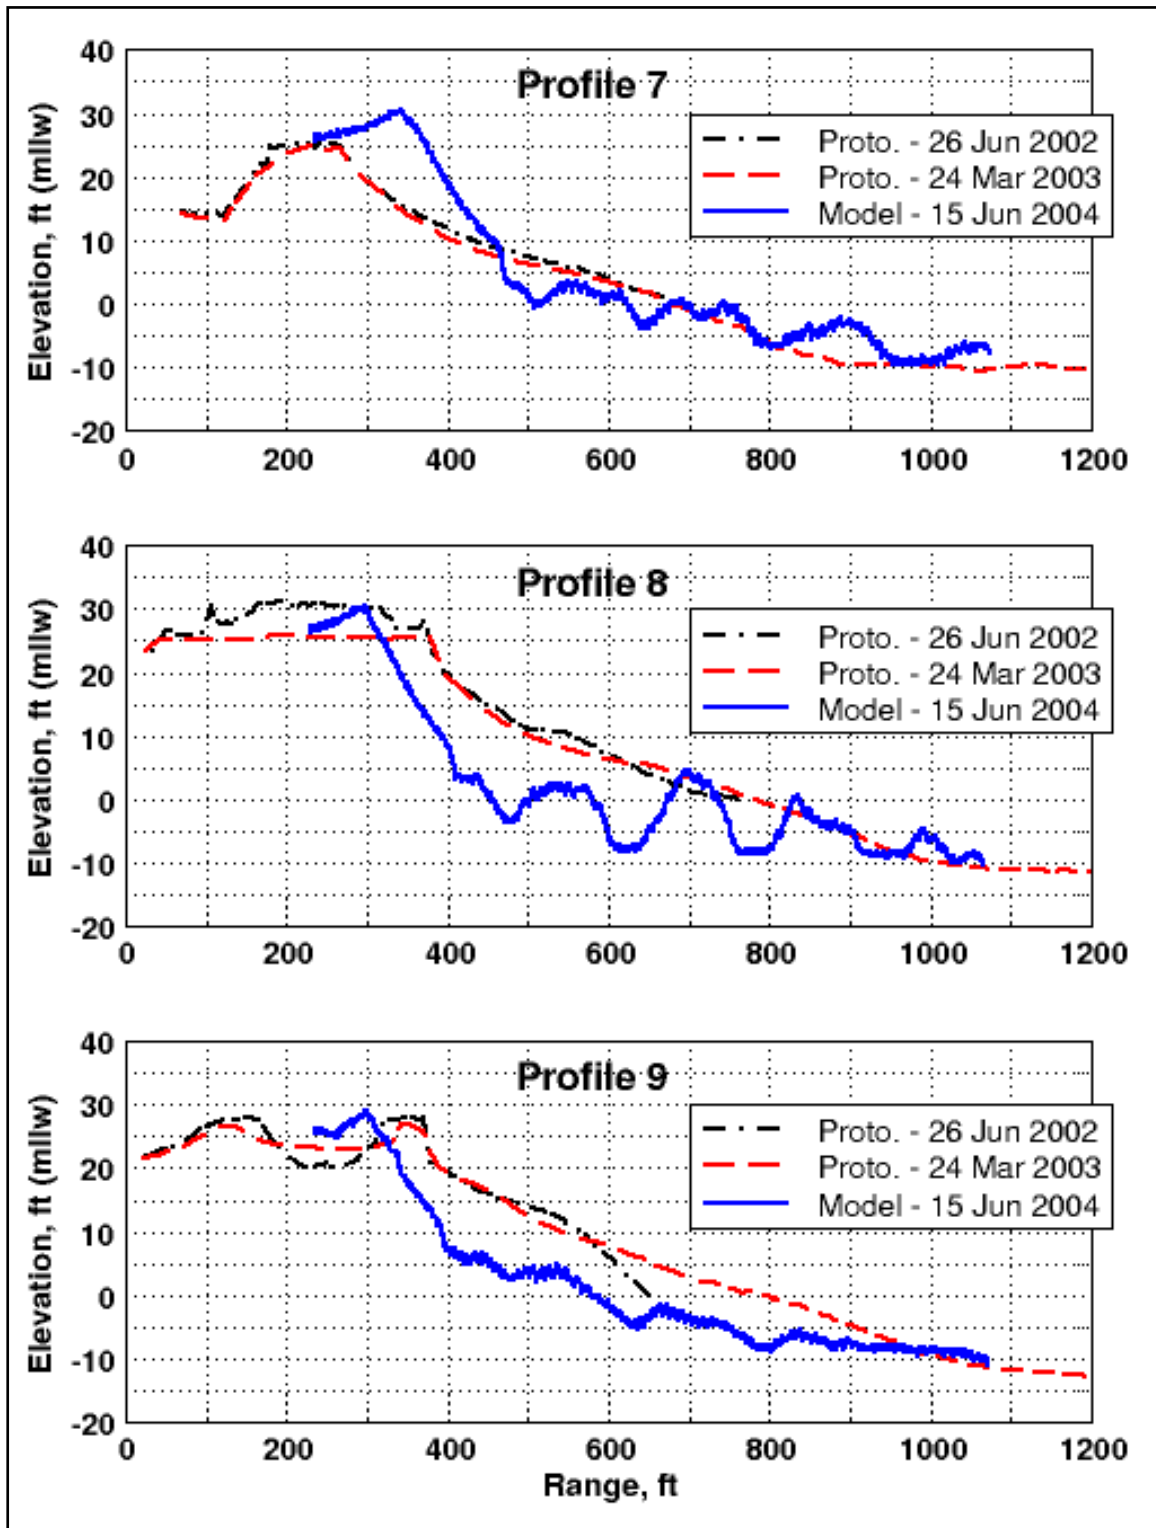 Profile 7
Elevation, ft (mllw)
40
30
20
10
0
-10
-20
Proto. - 26 Jun 2002
Proto. - 24 Mar 2003
Model - 15 Jun 2004
0 200 400 600 800 1000 1200
Profile 8
Elevation, ft (mllw)
40
30
20
10
0
-10
-20
Proto. - 26 Jun 2002
Proto. - 24 Mar 2003
Model - 15 Jun 2004
0 200 400 600 800 1000 1200
Profile 9
Elevation, ft (mllw)
40
30
20
10
0
-10
-20
Proto. - 26 Jun 2002
Proto. - 24 Mar 2003
Model - 15 Jun 2004
0 200 400 600 800 1000 1200
Range, ft